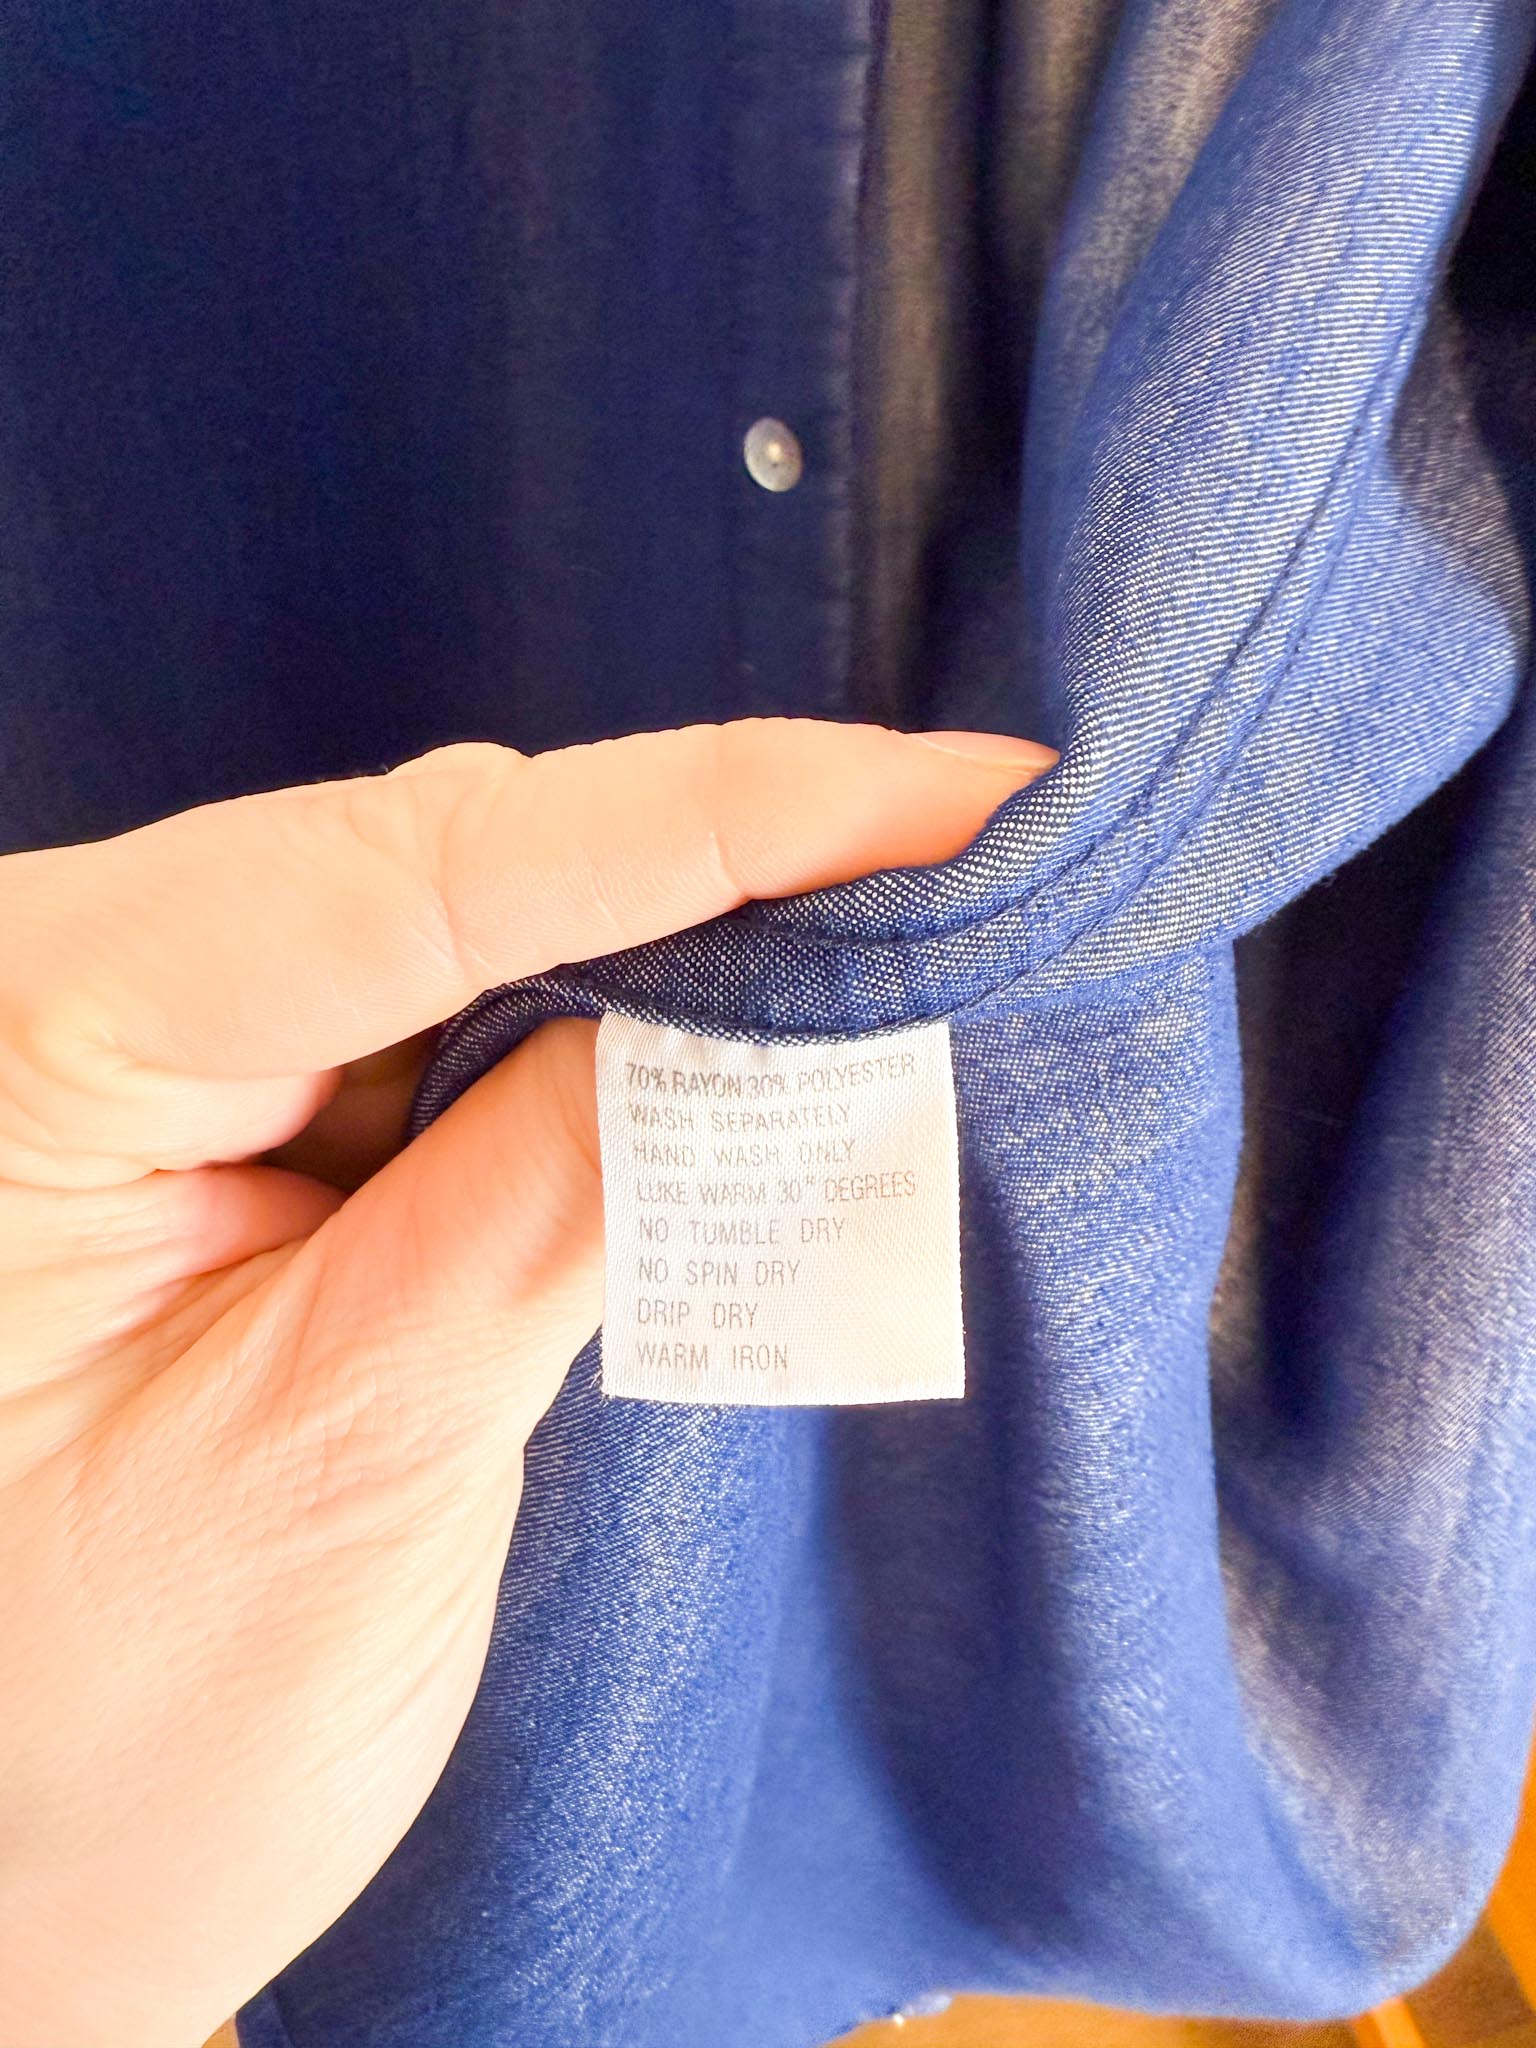 70% RAYON 30% POLYESTER
WASH SEPARATELY
HAND WASH ONLY
LUKE WARM 30° DEGREES
NO TUMBLE DRY
NO SPIN DRY
DRIP DRY
WARM IRON